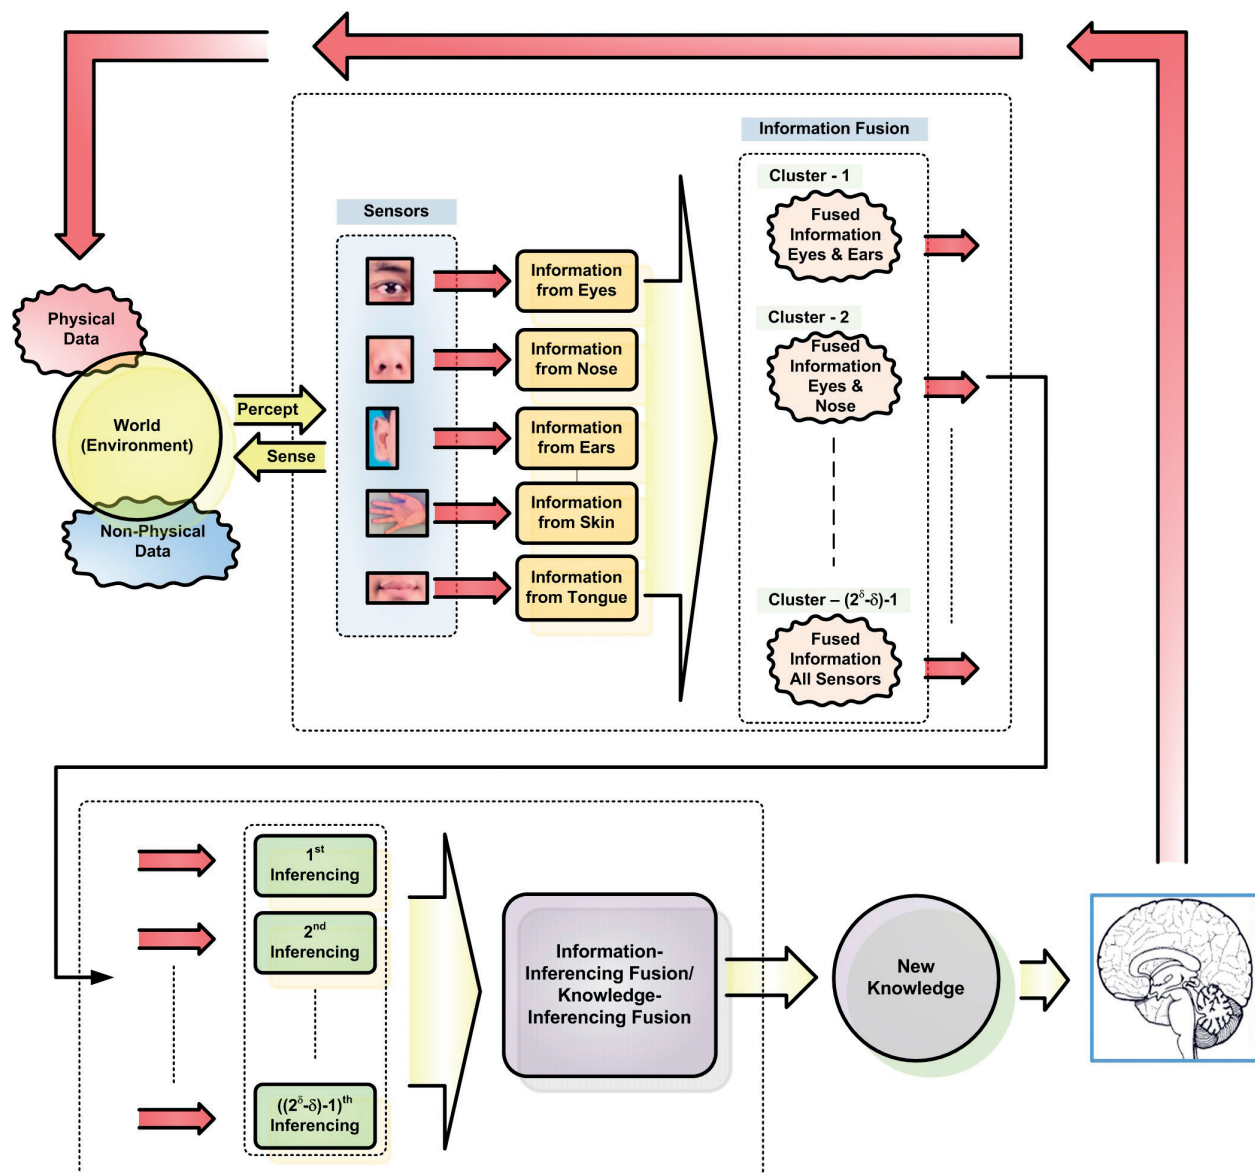 Information Fusion
Cluster - 1
Fused
Information
Eyes & Ears
Sensors
Information
from Eyes
Physical
Data
Cluster - 2
Fused
Information
Eyes &
Nose
Information
from Nose
Percept
World
(Environment)
Sense
Information
from Ears
Information
from Skin
Non-Physical
Data
Information
from Tongue
Cluster – (2^δ-δ)-1
Fused
Information
All Sensors
1st
Inferencing
2nd
Inferencing
Information-
Inferencing Fusion/
Knowledge-
Inferencing Fusion
New
Knowledge
((2^δ-δ)-1)th
Inferencing